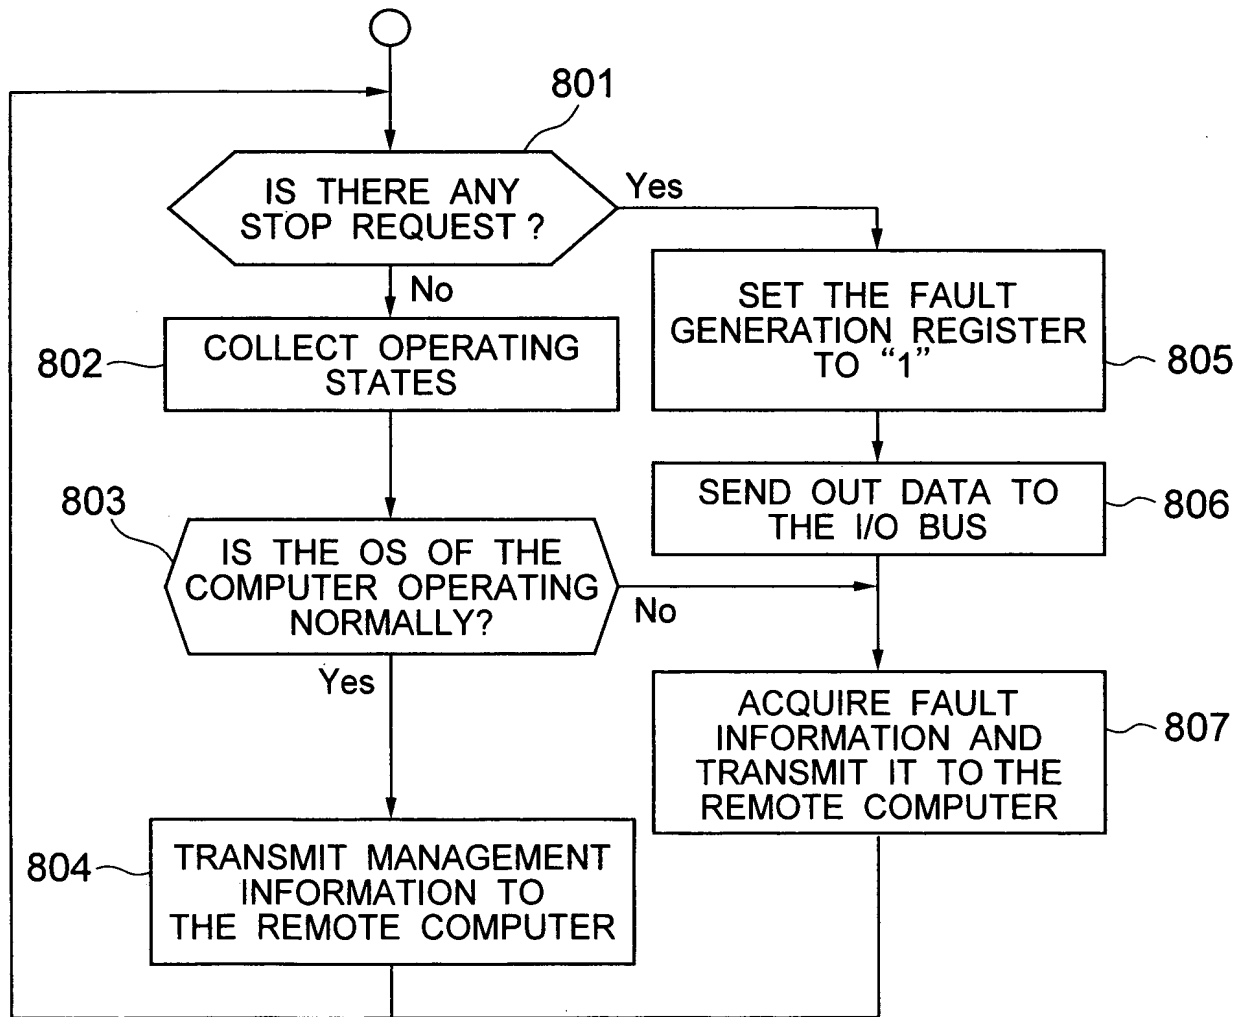 801
IS THERE ANY
STOP REQUEST ?
Yes
No
802
COLLECT OPERATING
STATES
SET THE FAULT
GENERATION REGISTER
TO “1”
805
803
IS THE OS OF THE
COMPUTER OPERATING
NORMALLY?
No
Yes
SEND OUT DATA TO
THE I/O BUS
806
ACQUIRE FAULT
INFORMATION AND
TRANSMIT IT TO THE
REMOTE COMPUTER
807
804
TRANSMIT MANAGEMENT
INFORMATION TO
THE REMOTE COMPUTER